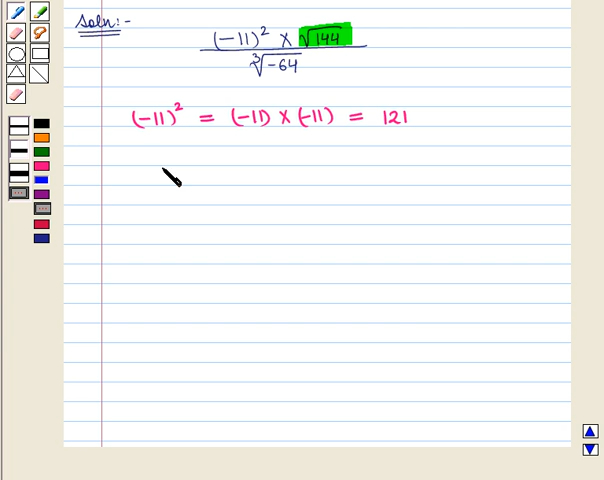 Soln:-
(-11)² × √144
∛-64
(-11)² = (-11) × (-11) = 121